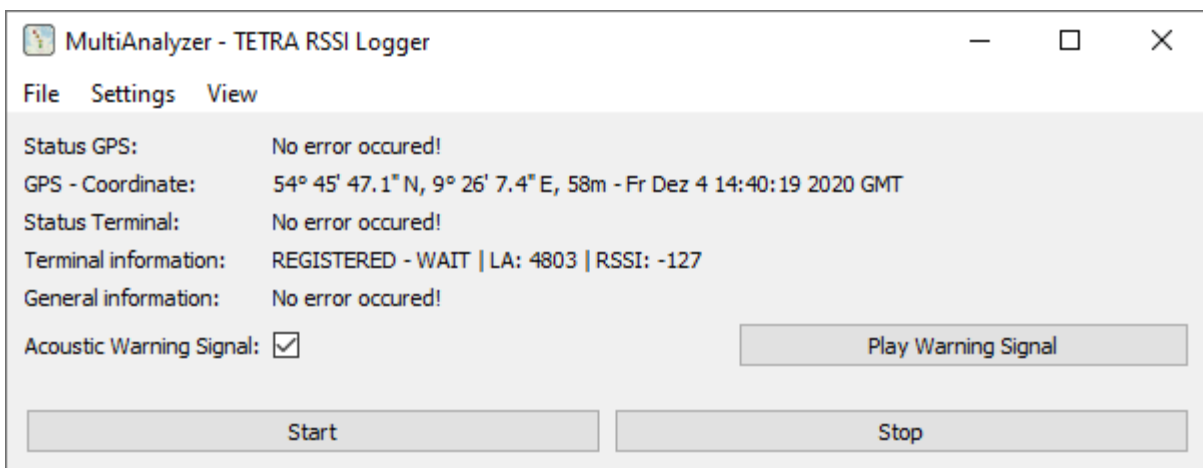 MultiAnalyzer - TETRA RSSI Logger
File Settings View
Status GPS: No error occured!
GPS - Coordinate: 54° 45' 47.1" N, 9° 26' 7.4" E, 58m - Fr Dez 4 14:40:19 2020 GMT
Status Terminal: No error occured!
Terminal information: REGISTERED - WAIT | LA: 4803 | RSSI: -127
General information: No error occured!
Acoustic Warning Signal: Play Warning Signal
Start Stop